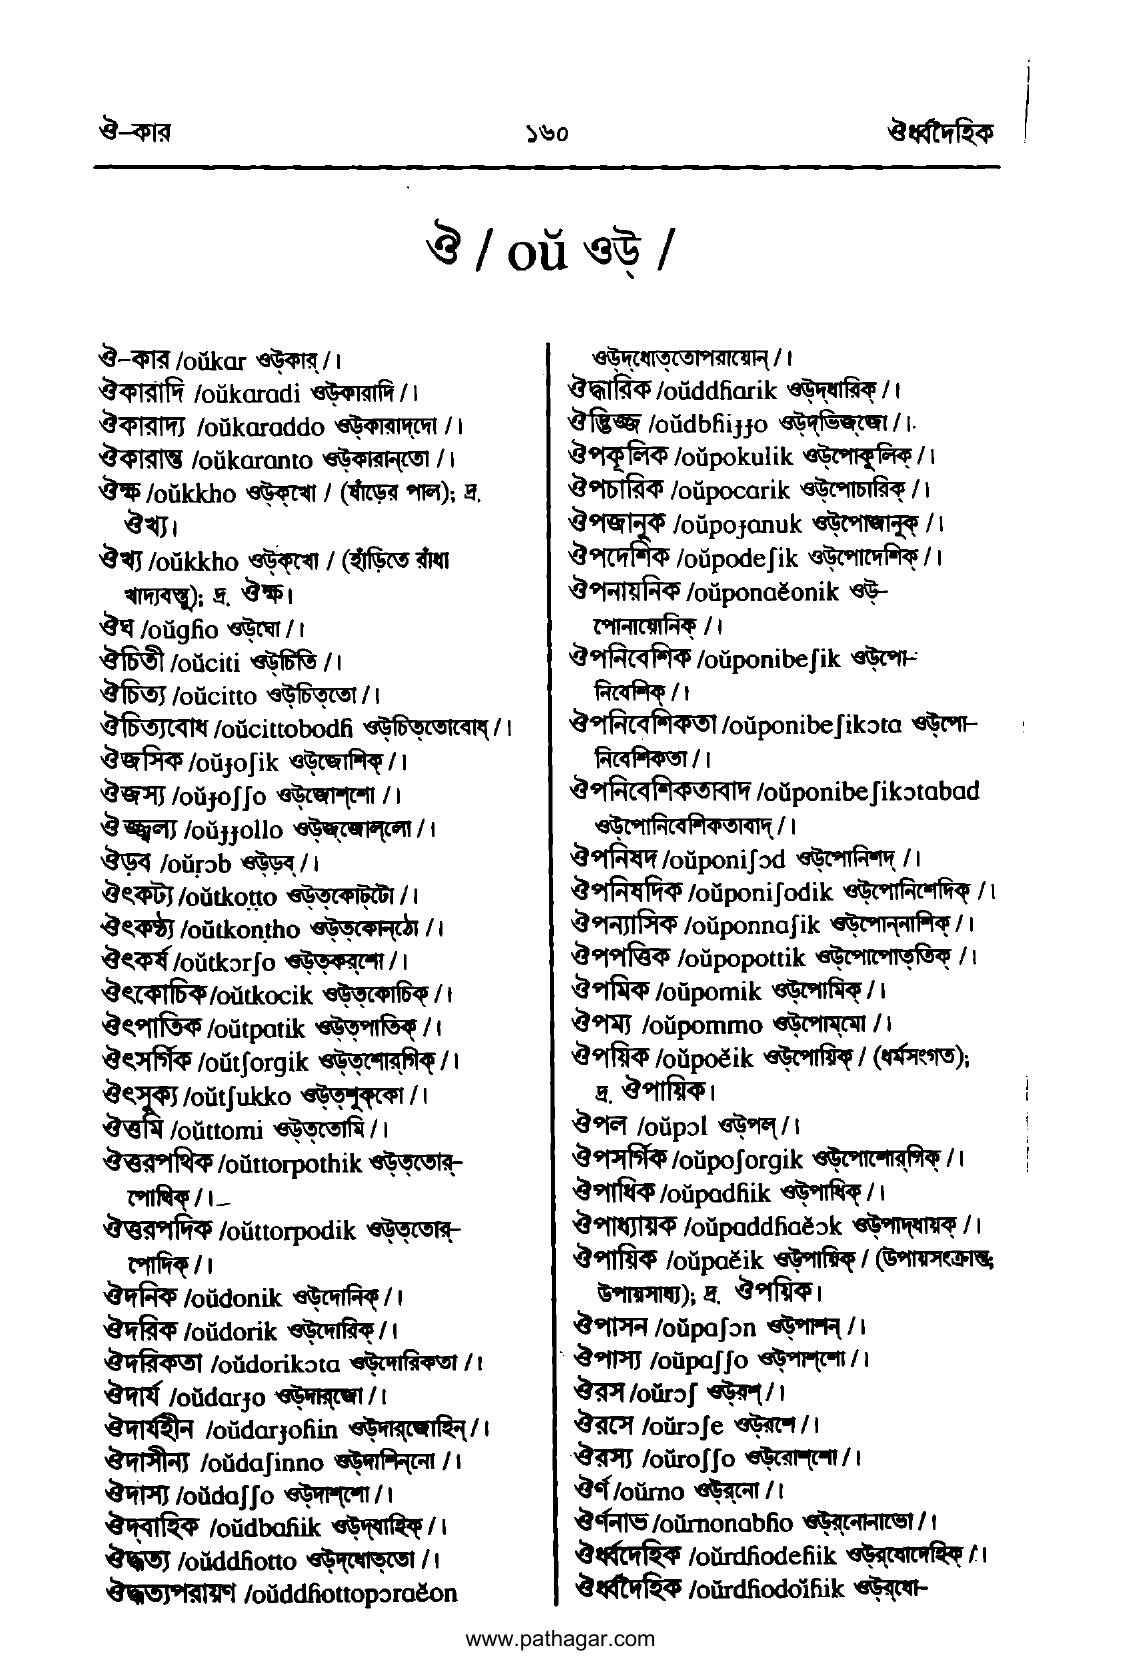 ঔ–কার
১৬০
ঔর্ধ্বদৈহিক
ঔ / oŭ ওউ্ /
ঔ–কার /oŭkar ওউ্কার্ /।
ঔকারাদি /oŭkaradi ওউ্কারাদি /।
ঔকারাদ্য /oŭkaraddo ওউ্কারাদ্‌দো /।
ঔকারান্ত /oŭkaranto ওউ্কারান্‌তো /।
ঔক্ষ /oŭkkho ওউ্ক্‌খো / (ষাঁড়ের পাল); দ্র.
ঔখ্য।
ঔখ্য /oŭkkho ওউ্ক্‌খো / (হাঁড়িতে রাঁধা
খাদ্যবস্তু); দ্র. ঔক্ষ।
ঔঘ /oŭgɦo ওউ্ঘো /।
ঔচিতী /oŭciti ওউ্চিতি /।
ঔচিত্য /oŭcitto ওউ্চিত্‌তো /।
ঔচিত্যবোধ /oŭcittobodɦ ওউ্চিত্‌তোবোধ্ /।
ঔজসিক /oŭɟoʃik ওউ্জোশিক্ /।
ঔজস্য /oŭɟoʃʃo ওউ্জোশ্‌শো /।
ঔজ্জ্বল্য /oŭɟɟollo ওউ্জ্‌জোল্‌লো /।
ঔড়ব /oŭṛɔb ওউ্ড়ব্ /।
ঔৎকট্য /oŭtkoṭṭo ওউ্ত্‌কোট্‌টো /।
ঔৎকণ্ঠ্য /oŭtkoṇṭho ওউ্ত্‌কোন্‌ঠো /।
ঔৎকর্ষ /oŭtkɔrʃo ওউ্ত্‌কর্‌শো /।
ঔৎকোচিক /oŭtkocik ওউ্ত্‌কোচিক্ /।
ঔৎপাতিক /oŭtpatik ওউ্ত্‌পাতিক্ /।
ঔৎসর্গিক /oŭtʃorgik ওউ্ত্‌শোর্‌গিক্ /।
ঔৎসুক্য /oŭtʃukko ওউ্ত্‌শুক্‌কো /।
ঔত্তমি /oŭttomi ওউ্ত্‌তোমি /।
ঔত্তরপথিক /oŭttorpothik ওউ্ত্‌তোর্–
পোথিক্ /।
ঔত্তরপদিক /oŭttorpodik ওউ্ত্‌তোর্–
পোদিক্ /।
ঔদনিক /oŭdonik ওউ্দোনিক্ /।
ঔদরিক /oŭdorik ওউ্দোরিক্ /।
ঔদরিকতা /oŭdorikɔta ওউ্দোরিকতা /।
ঔদার্য /oŭdarɟo ওউ্দার্‌জো /।
ঔদার্যহীন /oŭdarɟoɦin ওউ্দার্‌জোহিন্ /।
ঔদাসীন্য /oŭdaʃinno ওউ্দাশিন্‌নো /।
ঔদাস্য /oŭdaʃʃo ওউ্দাশ্‌শো /।
ঔদ্‌বাহিক /oŭdbaɦik ওউ্দ্‌বাহিক্ /।
ঔদ্ধত্য /oŭddɦotto ওউ্দ্‌ধোত্‌তো /।
ঔদ্ধত্যপরায়ণ /oŭddɦottopɔraĕon
ওউ্দ্‌ধোত্‌তোপরায়োন্ /।
ঔদ্ধারিক /oŭddɦarik ওউ্দ্‌ধারিক্ /।
ঔদ্ভিজ্জ /oŭdbɦiɟɟo ওউ্দ্‌ভিজ্‌জো /।
ঔপকূলিক /oŭpokulik ওউ্পোকুলিক্ /।
ঔপচারিক /oŭpocarik ওউ্পোচারিক্ /।
ঔপজানুক /oŭpoɟanuk ওউ্পোজানুক্ /।
ঔপদেশিক /oŭpodeʃik ওউ্পোদেশিক্ /।
ঔপনায়নিক /oŭponaĕonik ওউ্–
পোনায়োনিক্ /।
ঔপনিবেশিক /oŭponibeʃik ওউ্পো–
নিবেশিক্ /।
ঔপনিবেশিকতা /oŭponibeʃikɔta ওউ্পো–
নিবেশিকতা /।
ঔপনিবেশিকতাবাদ /oŭponibeʃikɔtabad
ওউ্পোনিবেশিকতাবাদ্ /।
ঔপনিষদ /oŭponiʃɔd ওউ্পোনিশদ্ /।
ঔপনিষদিক /oŭponiʃodik ওউ্পোনিশোদিক্ /।
ঔপন্যাসিক /oŭponnaʃik ওউ্পোন্‌নাশিক্ /।
ঔপপত্তিক /oŭpopottik ওউ্পোপোত্‌তিক্ /।
ঔপমিক /oŭpomik ওউ্পোমিক্ /।
ঔপম্য /oŭpommo ওউ্পোম্‌মো /।
ঔপয়িক /oŭpoĕik ওউ্পোয়িক্ / (ধর্মসংগত);
দ্র. ঔপায়িক।
ঔপল /oŭpɔl ওউ্পল্ /।
ঔপসর্গিক /oŭpoʃorgik ওউ্পোশোর্‌গিক্ /।
ঔপাধিক /oŭpadɦik ওউ্পাধিক্ /।
ঔপাধ্যায়ক /oŭpaddɦaĕɔk ওউ্পাদ্‌ধায়ক্ /।
ঔপায়িক /oŭpaĕik ওউ্পায়িক্ / (উপায়সংক্রান্ত;
উপায়সাধ্য); দ্র. ঔপয়িক।
ঔপাসন /oŭpaʃɔn ওউ্পাশন্ /।
ঔপাস্য /oŭpaʃʃo ওউ্পাশ্‌শো /।
ঔরস /oŭrɔʃ ওউ্রশ্ /।
ঔরসে /oŭrɔʃe ওউ্রশে /।
ঔরস্য /oŭroʃʃo ওউ্রোশ্‌শো /।
ঔর্ণ /oŭrno ওউ্র্‌নো /।
ঔর্ণনাভ /oŭrnonabɦo ওউ্র্‌নোনাভো /।
ঔর্ধ্বদেহিক /oŭrdɦodeɦik ওউ্র্‌ধোদেহিক্ /।
ঔর্ধ্বদৈহিক /oŭrdɦodoĭɦik ওউ্র্‌ধো–
www.pathagar.com